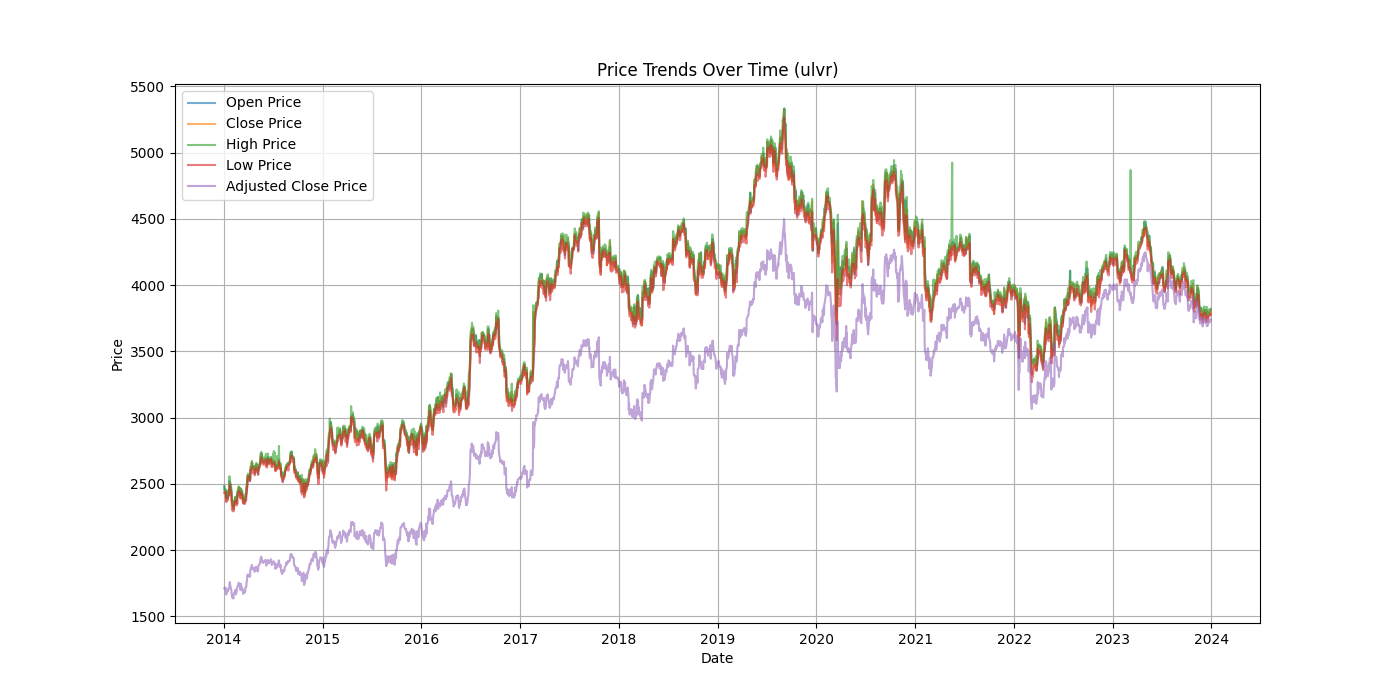 Price Trends Over Time (ulvr)
5500
5000
4500
4000
3500
3000
2500
2000
1500
Price
Open Price
Close Price
High Price
Low Price
Adjusted Close Price
2014 2015 2016 2017 2018 2019 2020 2021 2022 2023 2024
Date